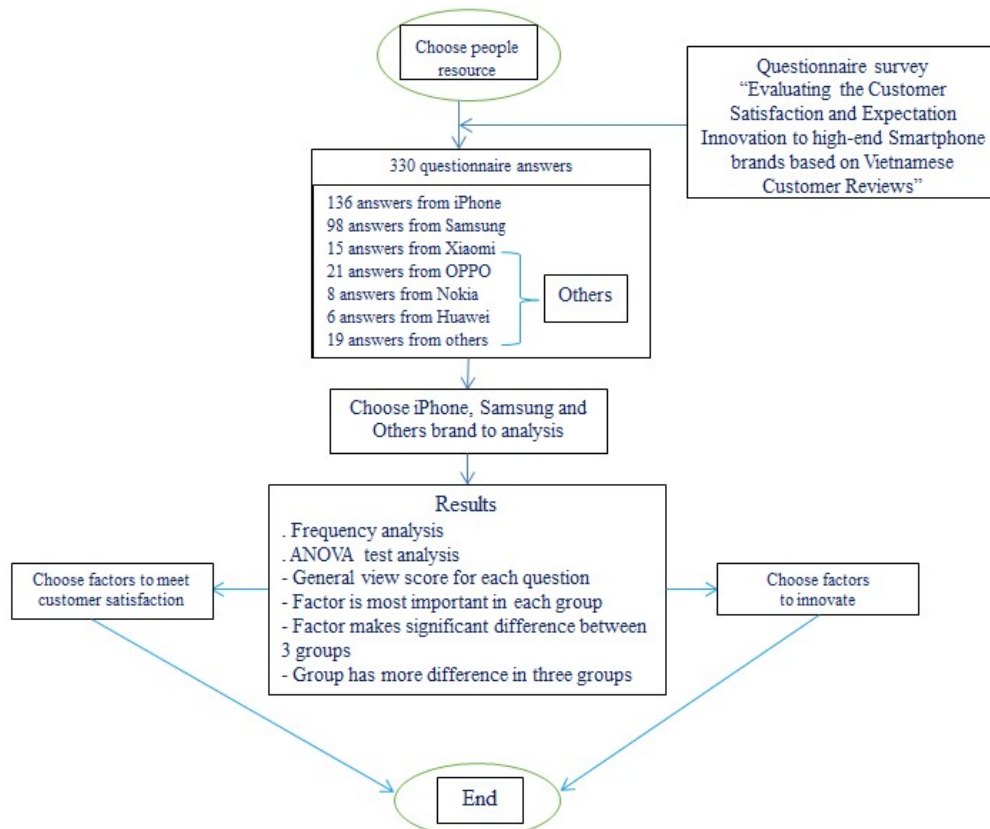 Choose people
resource
Questionnaire survey
“Evaluating the Customer
Satisfaction and Expectation
Innovation to high-end Smartphone
brands based on Vietnamese
Customer Reviews”
330 questionnaire answers
136 answers from iPhone
98 answers from Samsung
15 answers from Xiaomi
21 answers from OPPO
8 answers from Nokia
6 answers from Huawei
19 answers from others
Others
Choose iPhone, Samsung and
Others brand to analysis
Results
. Frequency analysis
. ANOVA test analysis
- General view score for each question
- Factor is most important in each group
- Factor makes significant difference between
3 groups
- Group has more difference in three groups
Choose factors to meet
customer satisfaction
Choose factors
to innovate
End